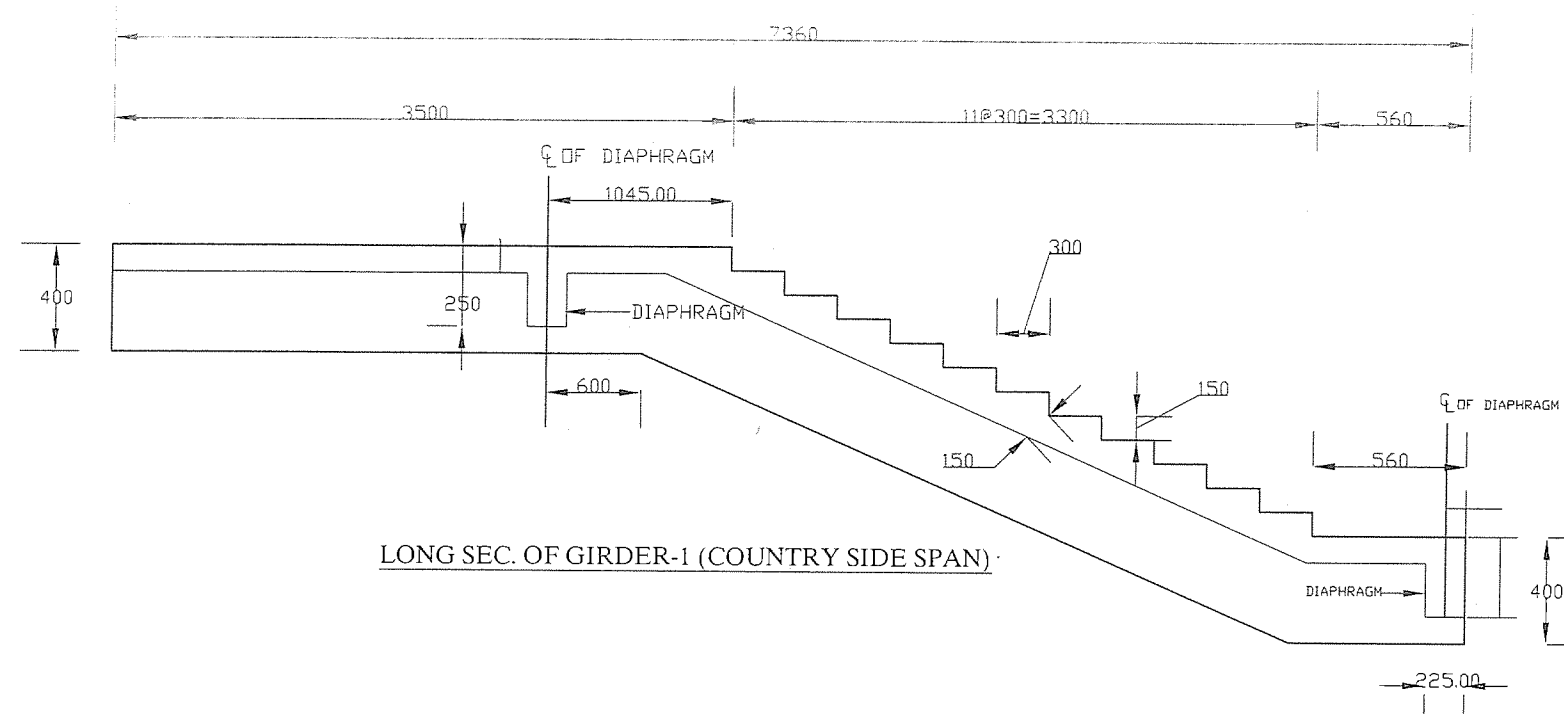 7360
3500
11@300=3300
560
℄ OF DIAPHRAGM
1045.00
300
400
250
DIAPHRAGM
600
150
℄ OF DIAPHRAGM
150
560
LONG SEC. OF GIRDER-1 (COUNTRY SIDE SPAN)
DIAPHRAGM
400
225.00